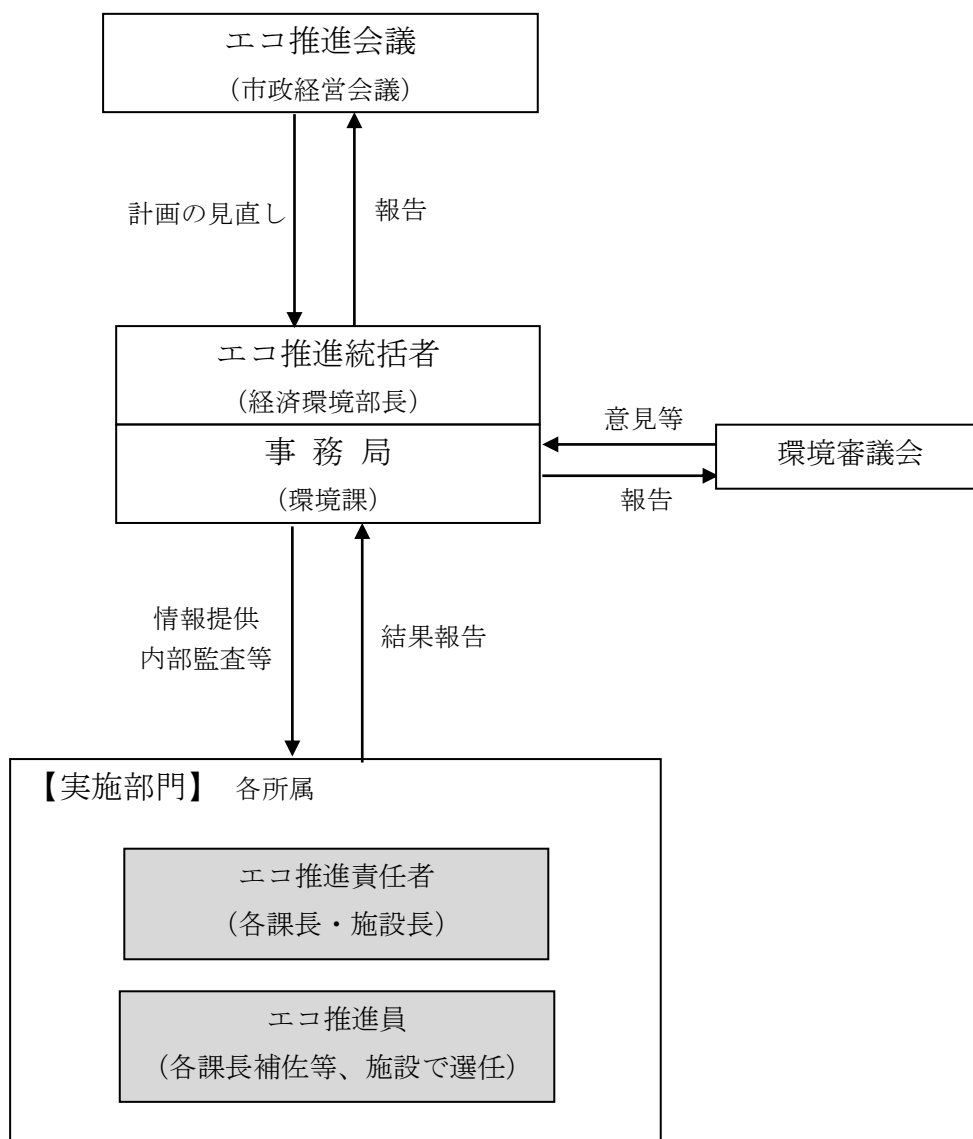 エコ推進会議
（市政経営会議）
計画の見直し
報告
エコ推進統括者
（経済環境部長）
事 務 局
（環境課）
意見等
環境審議会
報告
情報提供
内部監査等
結果報告
【実施部門】 各所属
エコ推進責任者
（各課長・施設長）
エコ推進員
（各課長補佐等、施設で選任）